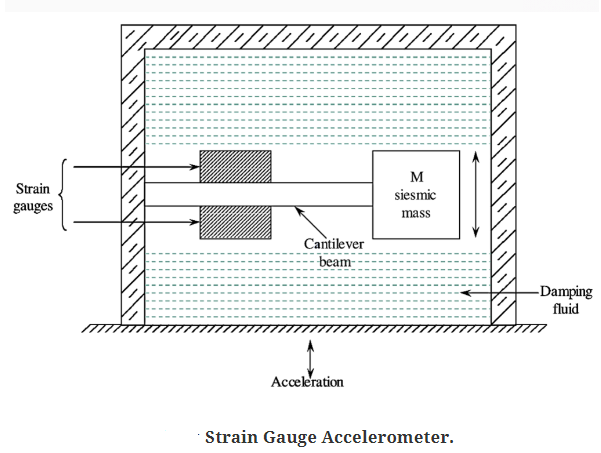 M
siesmic
mass
Strain
gauges
Cantilever
beam
Damping
fluid
Acceleration
Strain Gauge Accelerometer.